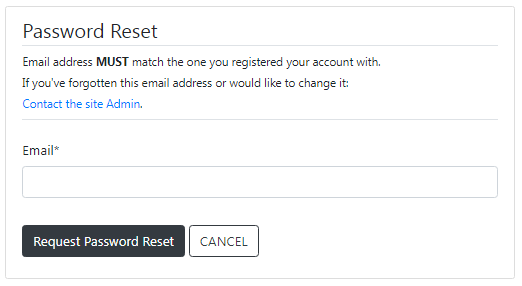 Password Reset
Email address MUST match the one you registered your account with.
If you've forgotten this email address or would like to change it:
Contact the site Admin.
Email*
Request Password Reset CANCEL